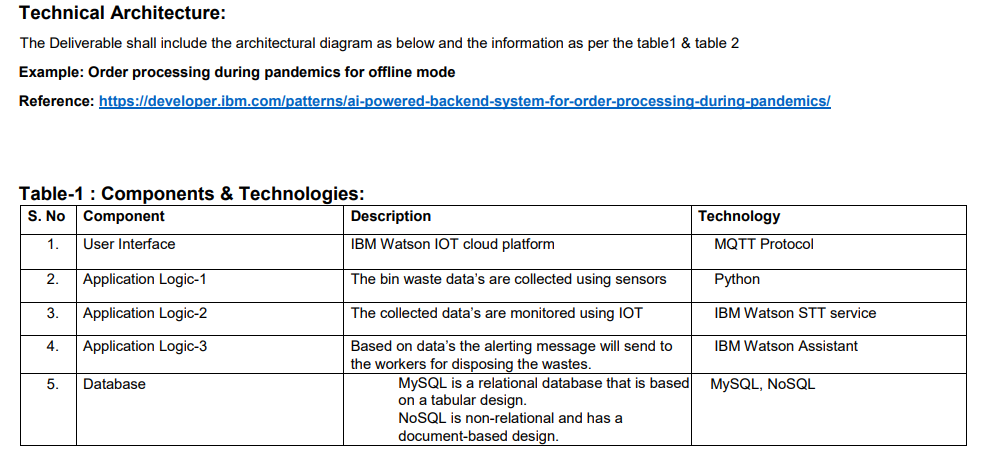 Technical Architecture:
The Deliverable shall include the architectural diagram as below and the information as per the table1 & table 2
Example: Order processing during pandemics for offline mode
Reference: https://developer.ibm.com/patterns/ai-powered-backend-system-for-order-processing-during-pandemics/
Table-1 : Components & Technologies:
S. No Component Description Technology
1. User Interface IBM Watson IOT cloud platform MQTT Protocol
2. Application Logic-1 The bin waste data's are collected using sensors Python
3. Application Logic-2 The collected data's are monitored using IOT IBM Watson STT service
4. Application Logic-3 Based on data's the alerting message will send to IBM Watson Assistant
the workers for disposing the wastes.
5. Database MySQL is a relational database that is based MySQL, NoSQL
on a tabular design.
NoSQL is non-relational and has a
document-based design.